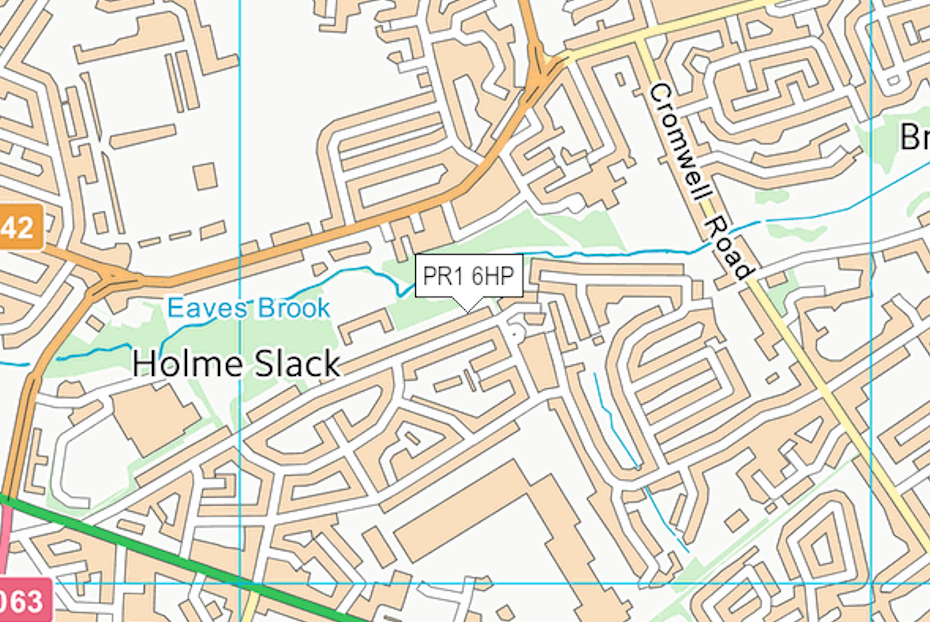 Cromwell Road
Br
42
PR1 6HP
Eaves Brook
Holme Slack
063